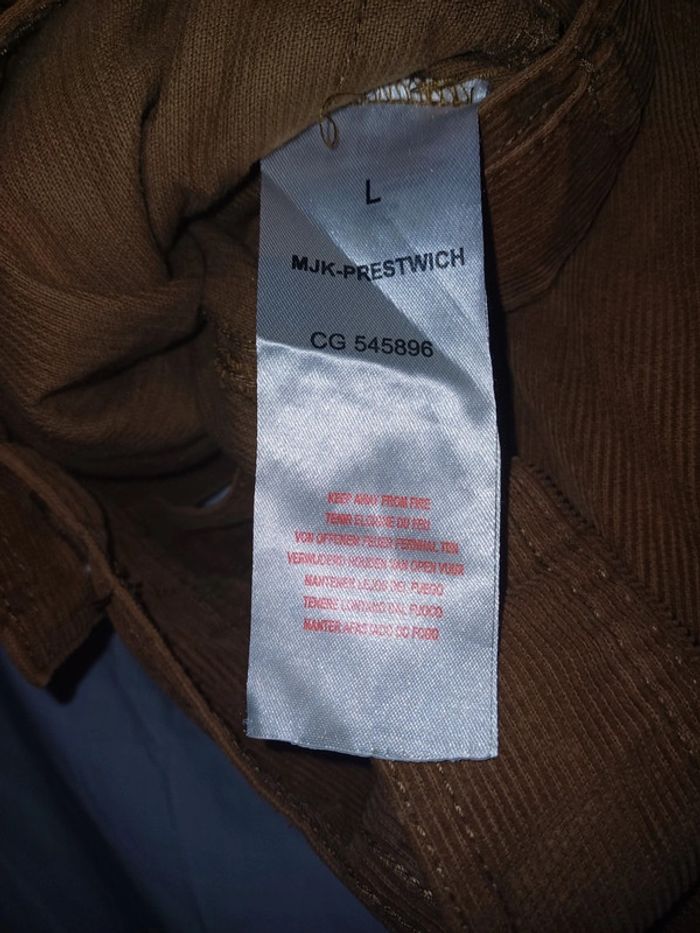 L
MJK-PRESTWICH
CG 545896
KEEP AWAY FROM FIRE
TENIR ELOIGNE DU FEU
VON OFFENEM FEUER FERNHALTEN
VERWIJDERD HOUDEN VAN OPEN VUUR
MANTENER LEJOS DEL FUEGO
TENERE LONTANO DAL FUOCO
MANTER AFASTADO DO FOGO